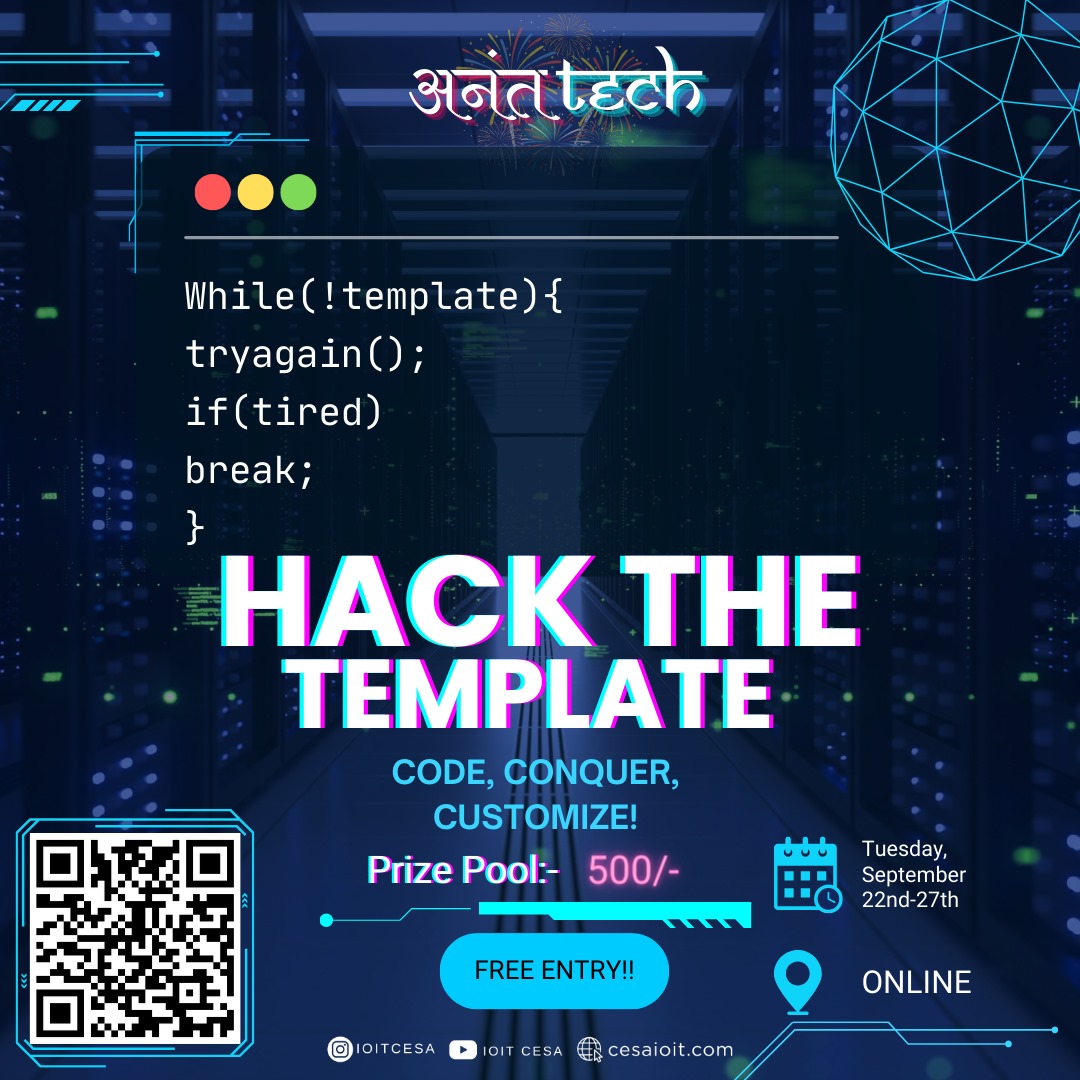 अनंत tech
While(!template){
tryagain();
if(tired)
break;
}
HACK THE
TEMPLATE
CODE, CONQUER,
CUSTOMIZE!
Prize Pool:- 500/-
Tuesday,
September
22nd-27th
FREE ENTRY!!
ONLINE
IOITCESA IOIT CESA cesaioit.com